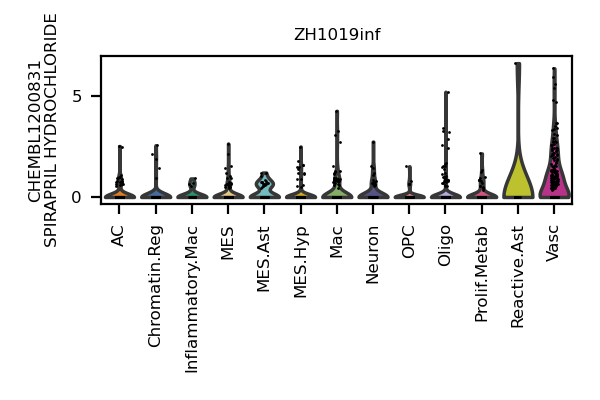 ZH1019inf
CHEMBL1200831
SPIRAPRIL HYDROCHLORIDE
5
0
AC
Chromatin.Reg
Inflammatory.Mac
MES
MES.Ast
MES.Hyp
Mac
Neuron
OPC
Oligo
Prolif.Metab
Reactive.Ast
Vasc